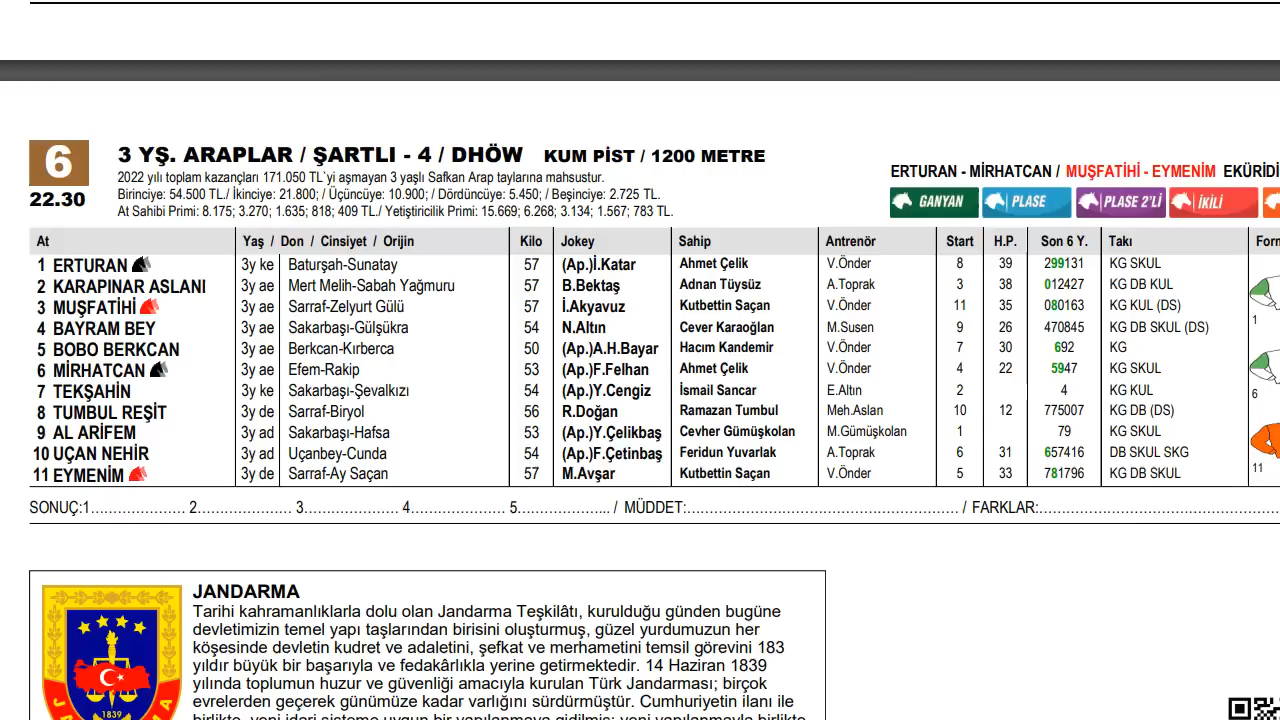 6
22.30
3 YŞ. ARAPLAR / ŞARTLI - 4 / DHÖW KUM PİST / 1200 METRE
2022 yılı toplam kazançları 171.050 TL`yi aşmayan 3 yaşlı Safkan Arap taylarına mahsustur.
Birinciye: 54.500 TL./ İkinciye: 21.800; / Üçüncüye: 10.900; / Dördüncüye: 5.450; / Beşinciye: 2.725 TL.
At Sahibi Primi: 8.175; 3.270; 1.635; 818; 409 TL./ Yetiştiricilik Primi: 15.669; 6.268; 3.134; 1.567; 783 TL.
ERTURAN - MİRHATCAN / MUŞFATİHİ - EYMENİM EKÜRİDİ
GANYAN PLASE PLASE 2'Lİ İKİLİ
At Yaş / Don / Cinsiyet / Orijin Kilo Jokey Sahip Antrenör Start H.P. Son 6 Y. Takı Forn
1 ERTURAN 3y ke Baturşah-Sunatay 57 (Ap.)İ.Katar Ahmet Çelik V.Önder 8 39 299131 KG SKUL
2 KARAPINAR ASLANI 3y ae Mert Melih-Sabah Yağmuru 57 B.Bektaş Adnan Tüysüz A.Toprak 3 38 012427 KG DB KUL
3 MUŞFATİHİ 3y ae Sarraf-Zelyurt Gülü 57 İ.Akyavuz Kutbettin Saçan V.Önder 11 35 080163 KG KUL (DS)
4 BAYRAM BEY 3y ae Sakarbaşı-Gülşükra 54 N.Altın Cever Karaoğlan M.Susen 9 26 470845 KG DB SKUL (DS)
5 BOBO BERKCAN 3y ae Berkcan-Kırberca 50 (Ap.)A.H.Bayar Hacım Kandemir V.Önder 7 30 692 KG
6 MİRHATCAN 3y ae Efem-Rakip 53 (Ap.)F.Felhan Ahmet Çelik V.Önder 4 22 5947 KG SKUL
7 TEKŞAHİN 3y ke Sakarbaşı-Şevalkızı 54 (Ap.)Y.Cengiz İsmail Sancar E.Altın 2 4 KG KUL
8 TUMBUL REŞİT 3y de Sarraf-Biryol 56 R.Doğan Ramazan Tumbul Meh.Aslan 10 12 775007 KG DB (DS)
9 AL ARİFEM 3y ad Sakarbaşı-Hafsa 53 (Ap.)Y.Çelikbaş Cevher Gümüşkolan M.Gümüşkolan 1 79 KG SKUL
10 UÇAN NEHİR 3y ad Uçanbey-Cunda 54 (Ap.)F.Çetinbaş Feridun Yuvarlak A.Toprak 6 31 657416 DB SKUL SKG
11 EYMENİM 3y de Sarraf-Ay Saçan 57 M.Avşar Kutbettin Saçan V.Önder 5 33 781796 KG DB SKUL
1
6
11
SONUÇ:1..................... 2..................... 3..................... 4..................... 5..................... / MÜDDET:............................................................ / FARKLAR:......................................................
JANDARMA
Tarihi kahramanlıklarla dolu olan Jandarma Teşkilâtı, kurulduğu günden bugüne
devletimizin temel yapı taşlarından birisini oluşturmuş, güzel yurdumuzun her
köşesinde devletin kudret ve adaletini, şefkat ve merhametini temsil görevini 183
yıldır büyük bir başarıyla ve fedakârlıkla yerine getirmektedir. 14 Haziran 1839
yılında toplumun huzur ve güvenliği amacıyla kurulan Türk Jandarması; birçok
evrelerden geçerek günümüze kadar varlığını sürdürmüştür. Cumhuriyetin ilanı ile
birlikte, yeni idari sisteme uygun bir yapılanmaya gidilmiş; yeni yapılanmayla birlikte
1839